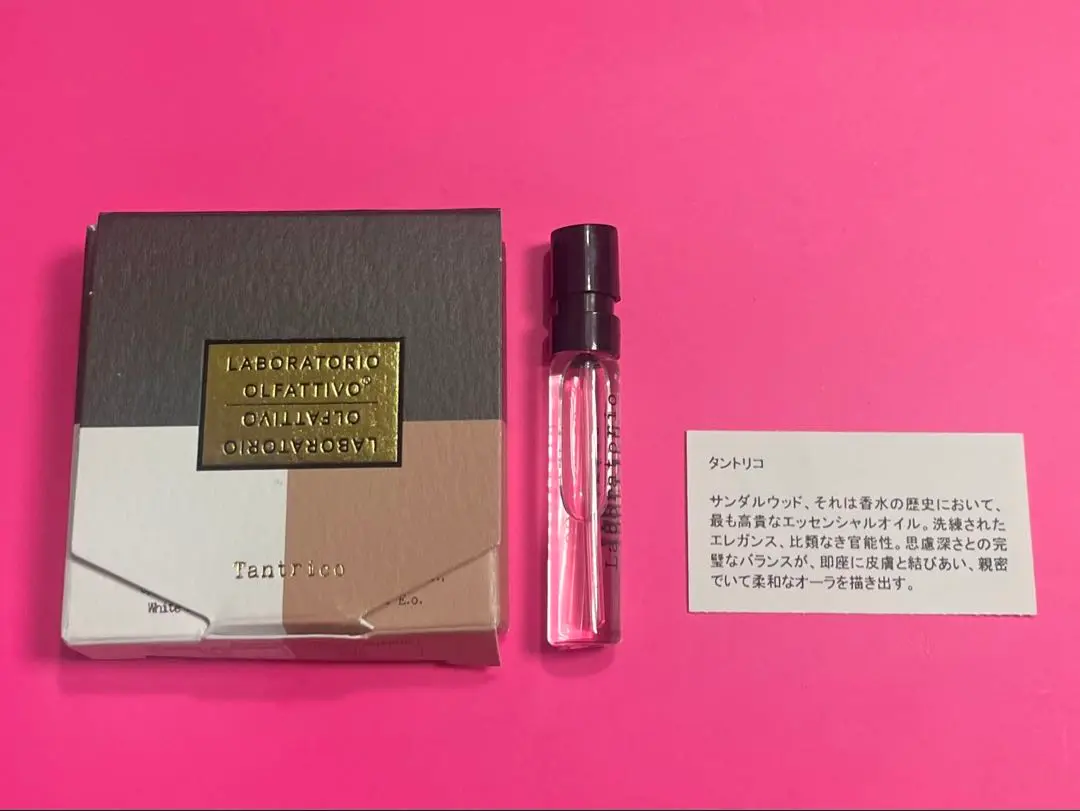 LABORATORIO
OLFATTIVO®
OLFATTIVO
LABORATORIO
Tantrico
White
E.o.
Laboratorio
タントリコ
サンダルウッド、それは香水の歴史において、
最も高貴なエッセンシャルオイル。洗練された
エレガンス、比類なき官能性。思慮深さとの完
璧なバランスが、即座に皮膚と結びあい、親密
でいて柔和なオーラを描き出す。